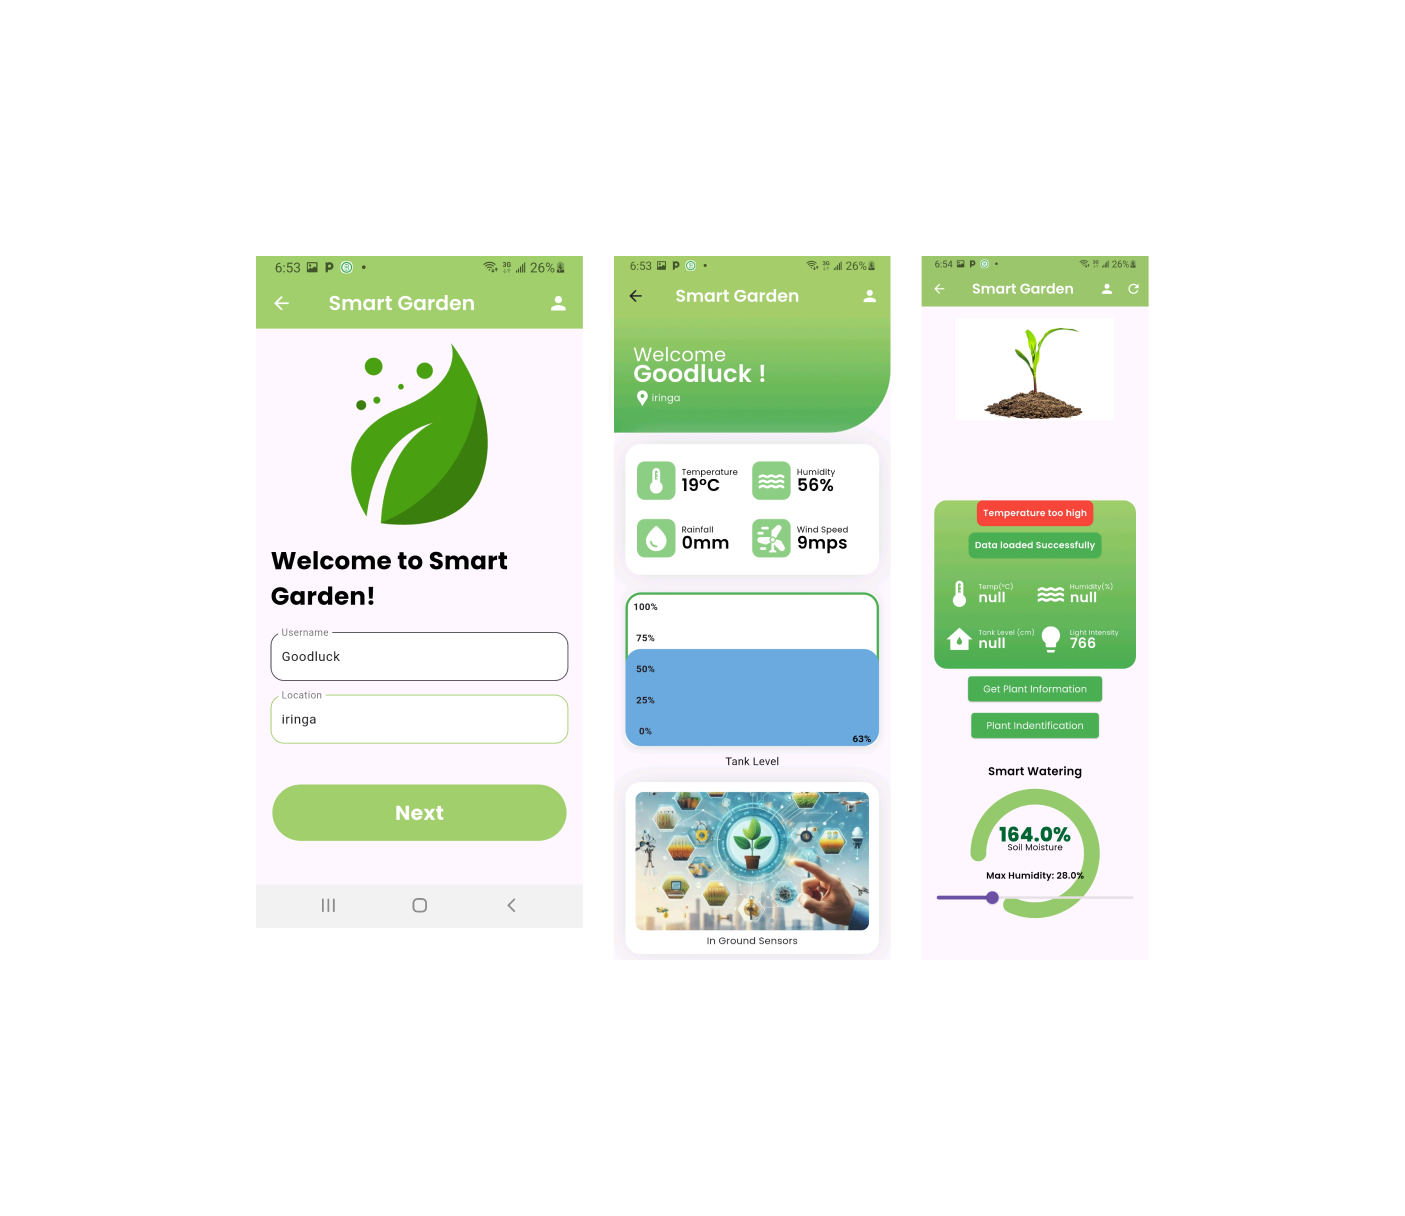 6:53 P 3G 26%
Smart Garden
Welcome to Smart
Garden!
Username
Goodluck
Location
iringa
Next
6:53 P 3G 26%
Smart Garden
Welcome
Goodluck !
iringa
Temperature
19°C
Humidity
56%
Rainfall
0mm
Wind Speed
9mps
100%
75%
50%
25%
0%
63%
Tank Level
In Ground Sensors
6:54 P 3G 26%
Smart Garden
Temperature too high
Data loaded Successfully
Temp(°C)
null
Humidity(%)
null
Tank Level (cm)
null
Light Intensity
766
Get Plant Information
Plant Indentification
Smart Watering
164.0%
Soil Moisture
Max Humidity: 28.0%